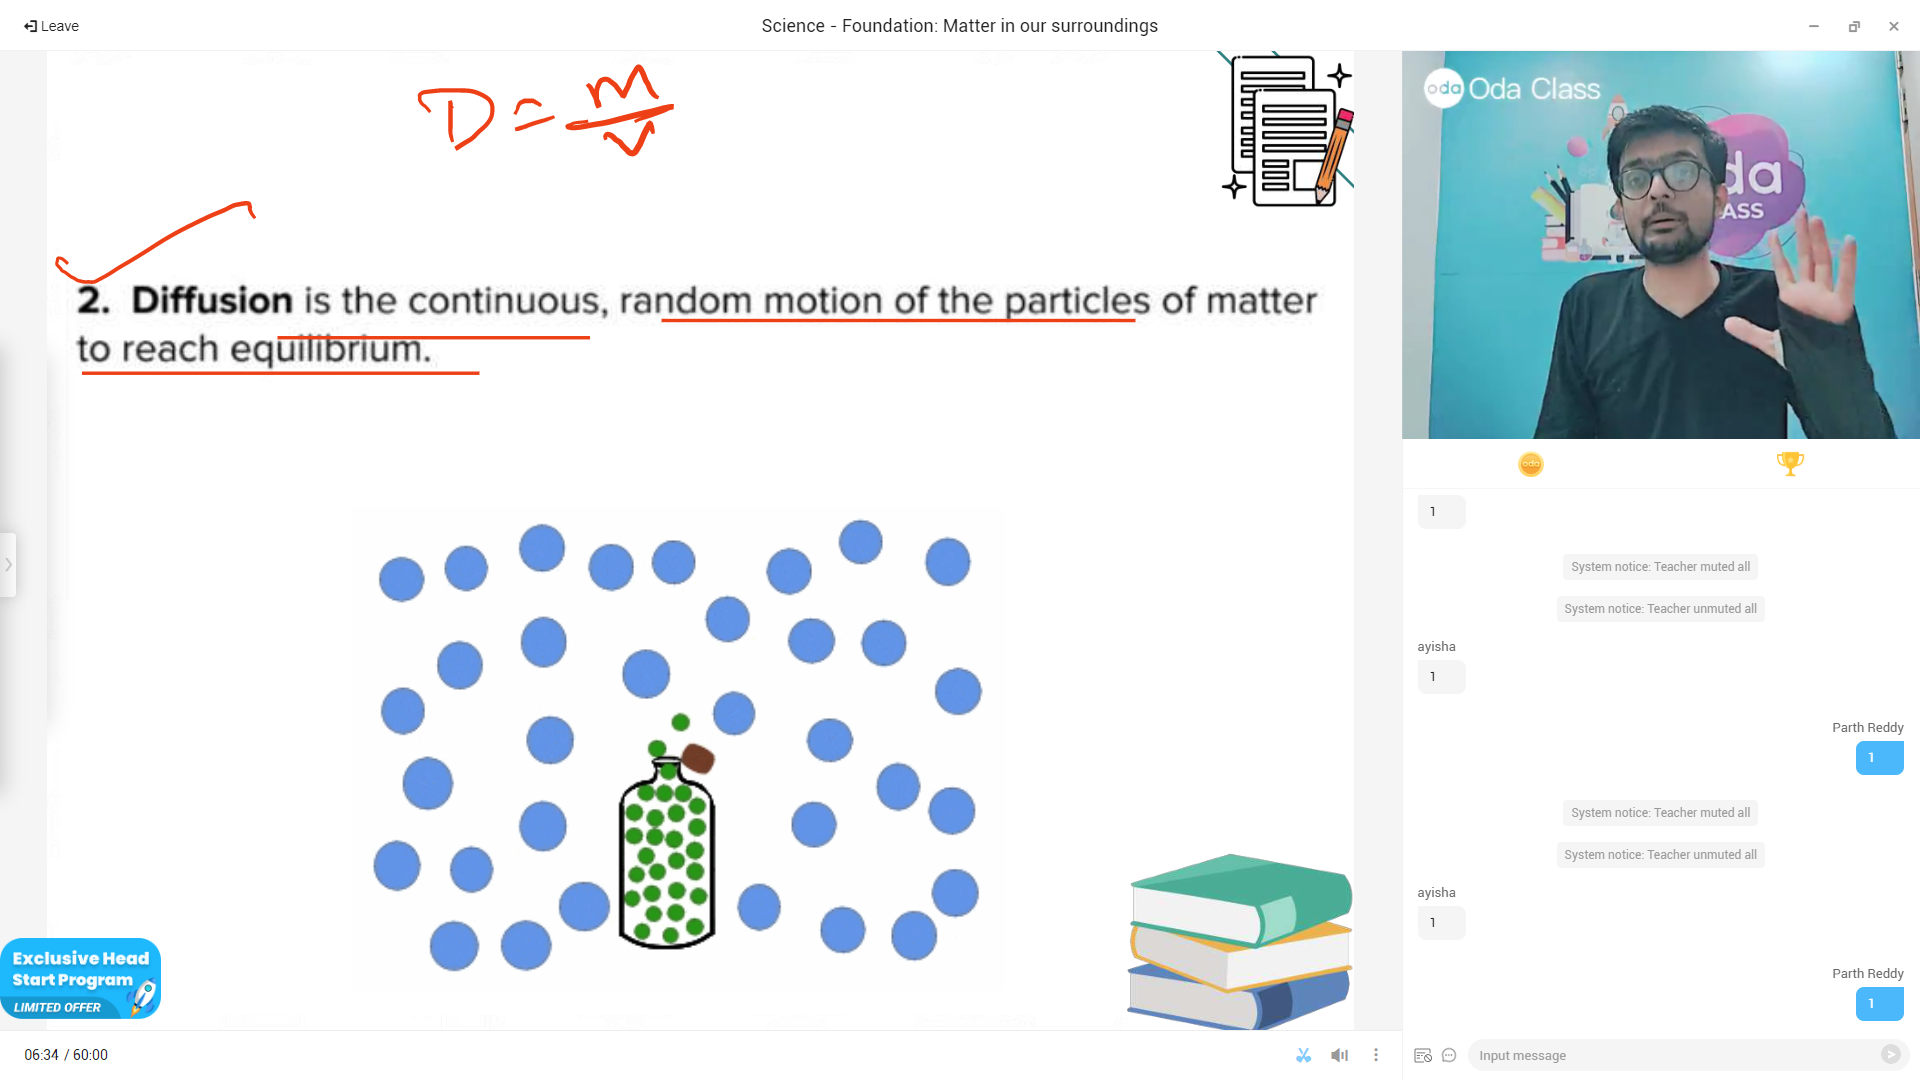 Leave
Science - Foundation: Matter in our surroundings
D = m
v
2. Diffusion is the continuous, random motion of the particles of matter
to reach equilibrium.
oda Oda Class
da
ASS
oda
1
System notice: Teacher muted all
System notice: Teacher unmuted all
ayisha
1
Parth Reddy
1
System notice: Teacher muted all
System notice: Teacher unmuted all
ayisha
1
Parth Reddy
1
Exclusive Head
Start Program
LIMITED OFFER
06:34 / 60:00
Input message